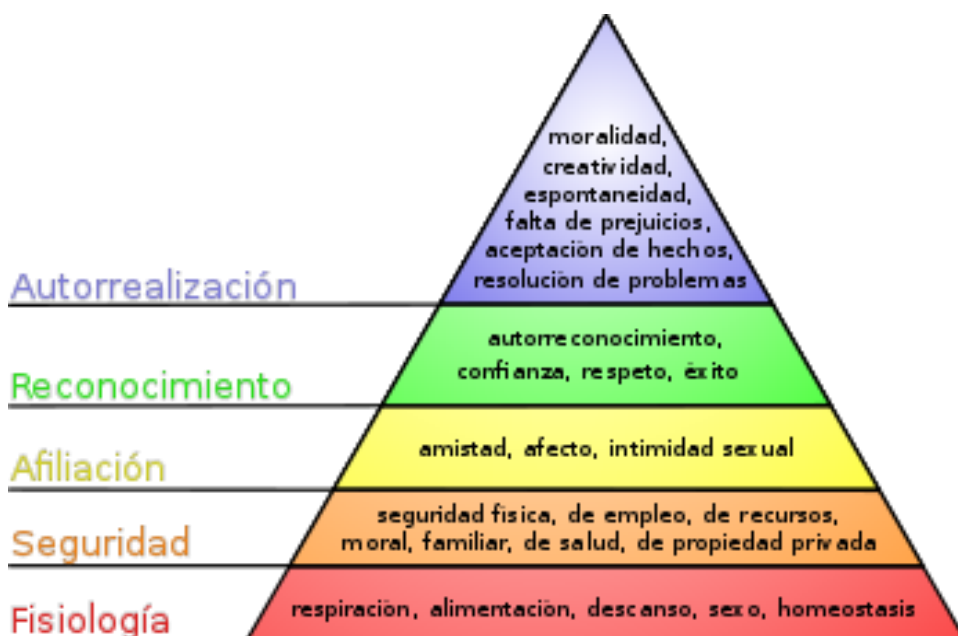 moralidad,
creatividad,
espontaneidad,
falta de prejuicios,
aceptación de hechos,
resolución de problemas
Autorrealización
autorreconocimiento,
confianza, respeto, éxito
Reconocimiento
amistad, afecto, intimidad sexual
Afiliación
seguridad física, de empleo, de recursos,
moral, familiar, de salud, de propiedad privada
Seguridad
respiración, alimentación, descanso, sexo, homeostasis
Fisiología